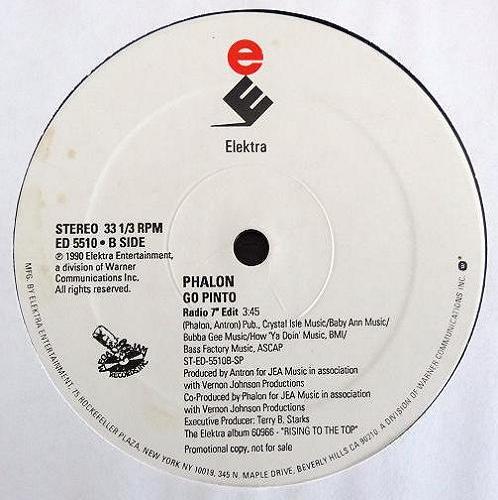 e
Elektra
STEREO 33 1/3 RPM
ED 5510 • B SIDE
℗ 1990 Elektra Entertainment,
a division of Warner
Communications Inc.
All rights reserved.
PHALON
GO PINTO
Radio 7" Edit 3:45
(Phalon, Antron) Pub., Crystal Isle Music/Baby Ann Music/
Bubba Gee Music/How 'Ya Doin' Music, BMI/
Bass Factory Music, ASCAP
ST-ED-5510B-SP
Produced by Antron for JEA Music in association
with Vernon Johnson Productions
Co-Produced by Phalon for JEA Music in association
with Vernon Johnson Productions
Executive Producer: Terry B. Starks
The Elektra album 60966 - "RISING TO THE TOP"
Promotional copy, not for sale
MFG. BY ELEKTRA ENTERTAINMENT, 75 ROCKEFELLER PLAZA, NEW YORK NY 10019, 345 N. MAPLE DRIVE, BEVERLY HILLS CA 90210. A DIVISION OF WARNER COMMUNICATIONS INC.